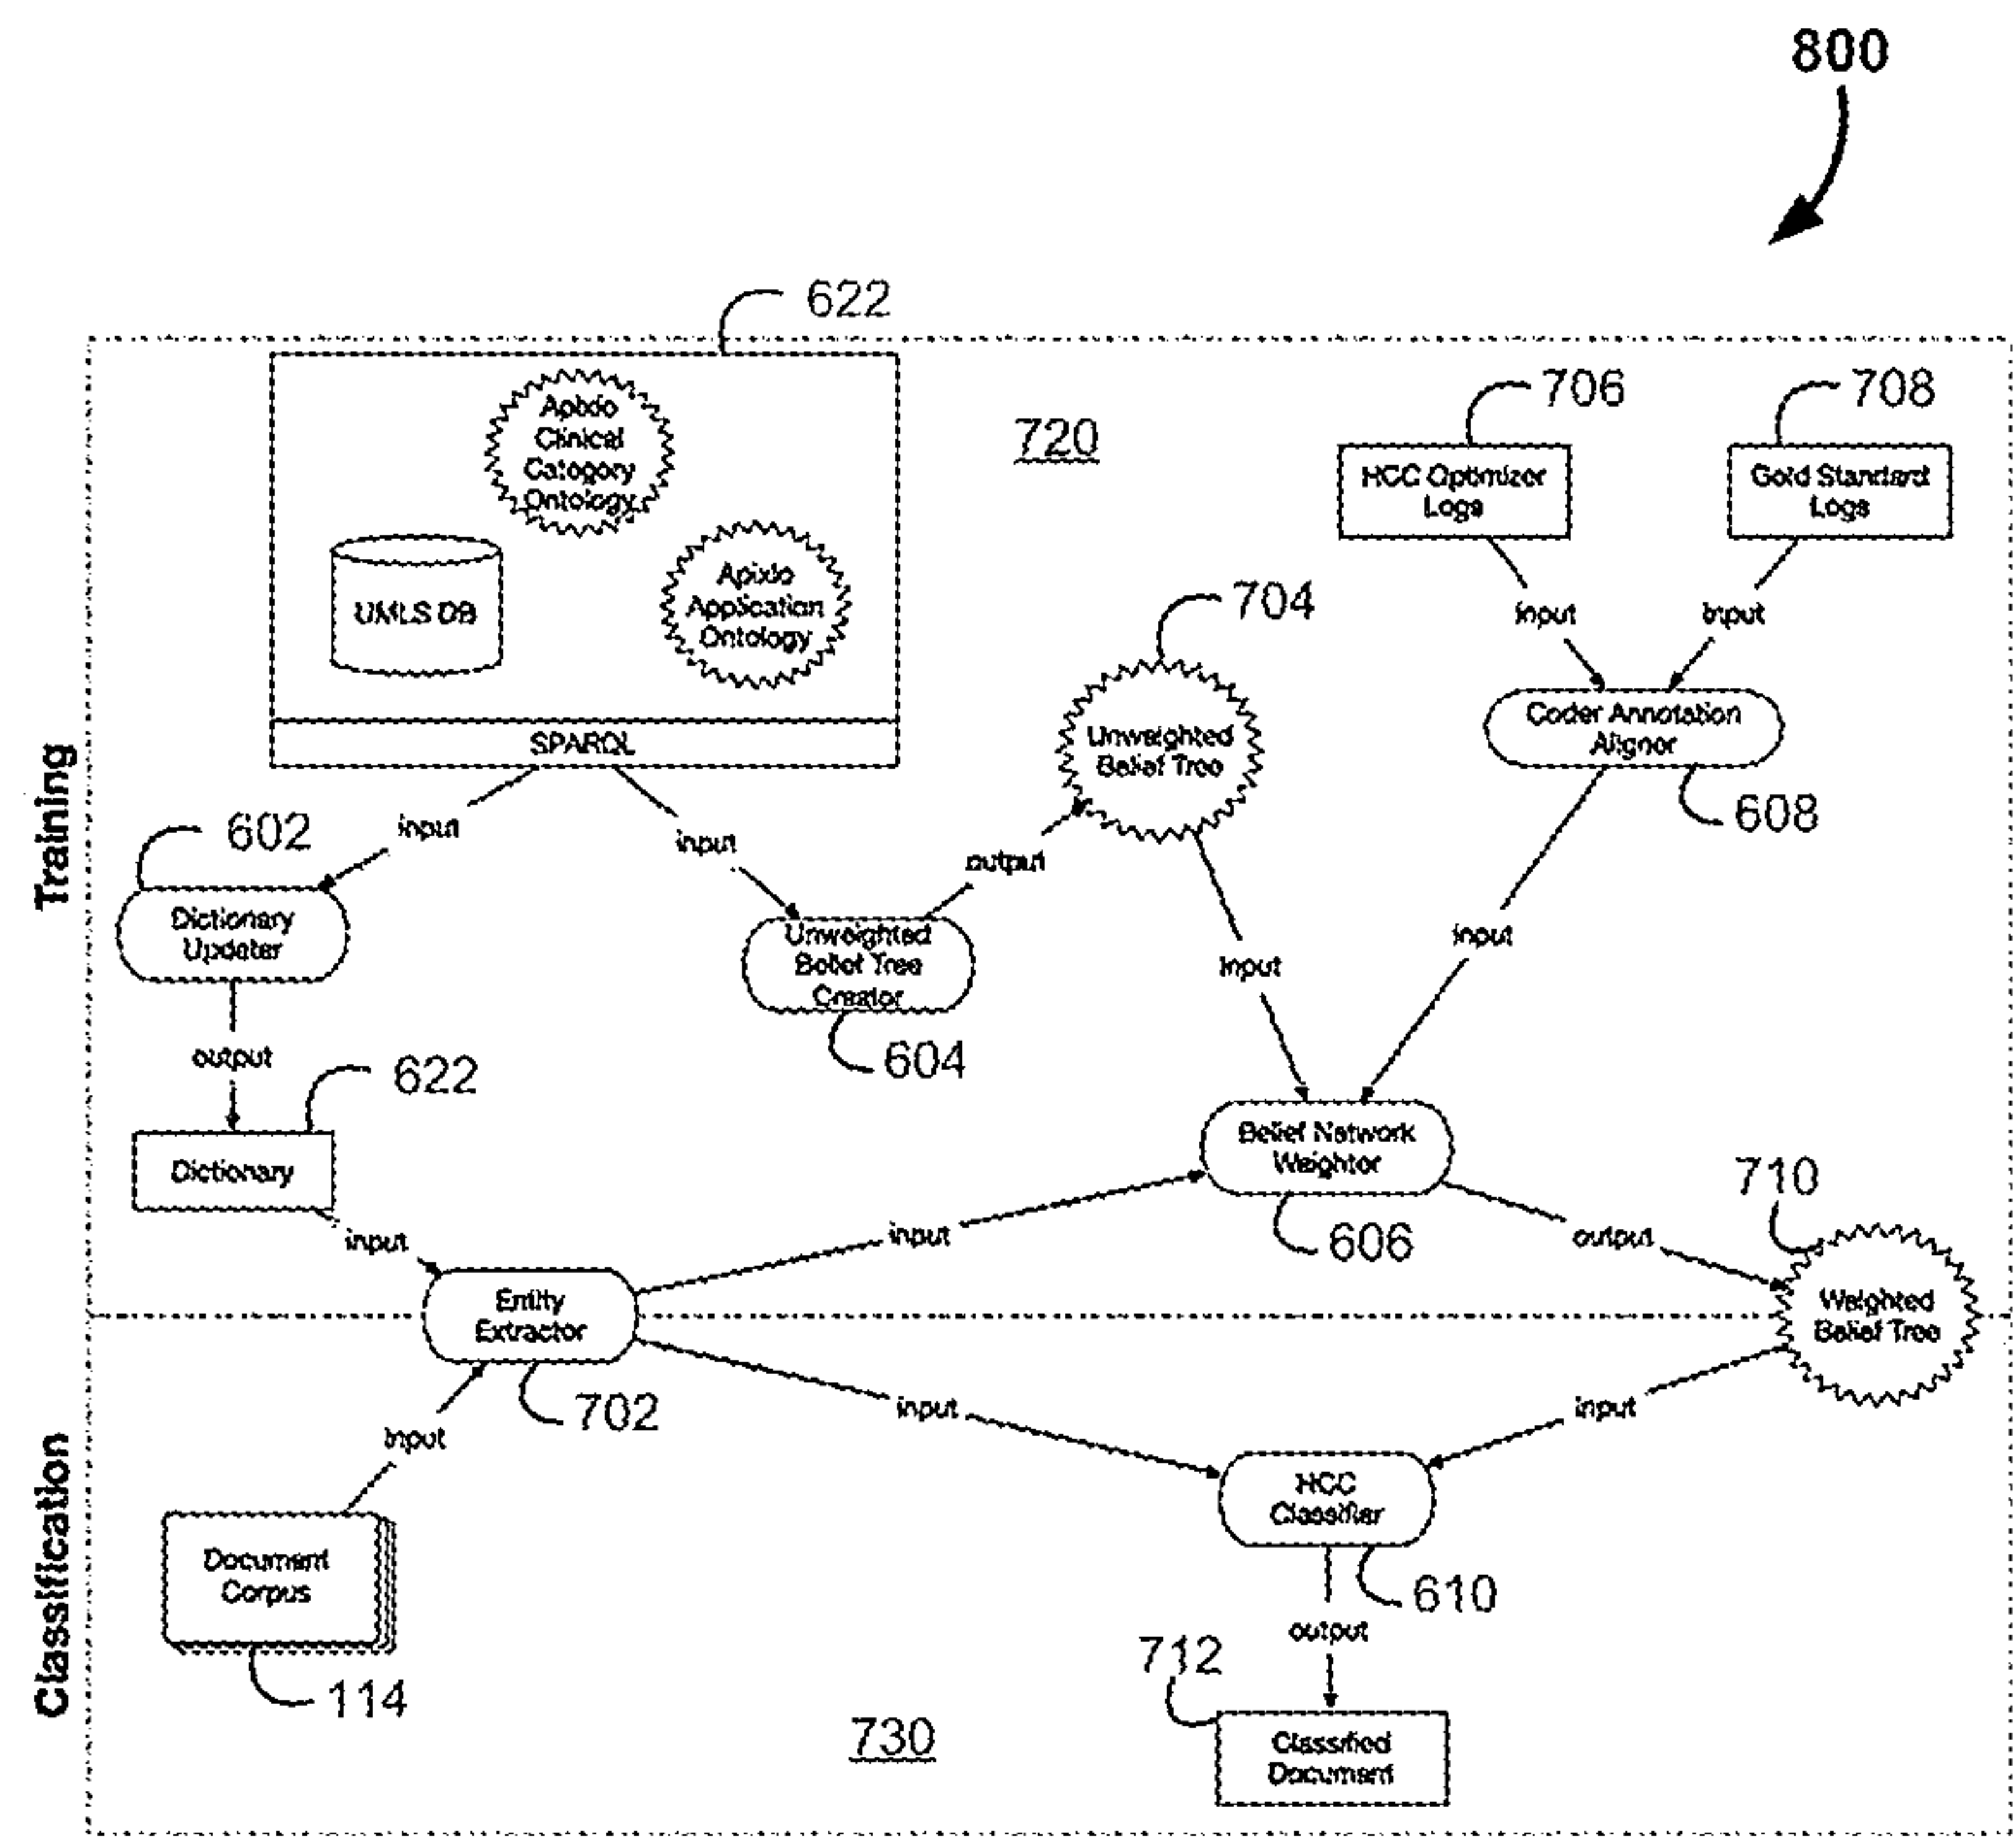 800
622
Apixio
Clinical
Category
Ontology
720
706
708
HCC Optimizer
Logs
Gold Standard
Logs
UMLS DB
Apixio
Application
Ontology
704
input
input
SPARQL
Unweighted
Belief Tree
Coder Annotation
Aligner
608
Training
602
input
input
output
Dictionary
Updater
Unweighted
Belief Tree
Creator
604
input
input
output
622
Dictionary
Belief Network
Weightor
606
710
input
input
output
Entity
Extractor
702
Weighted
Belief Tree
Classification
input
input
input
HCC
Classifier
610
Document
Corpus
114
output
712
730
Classified
Document